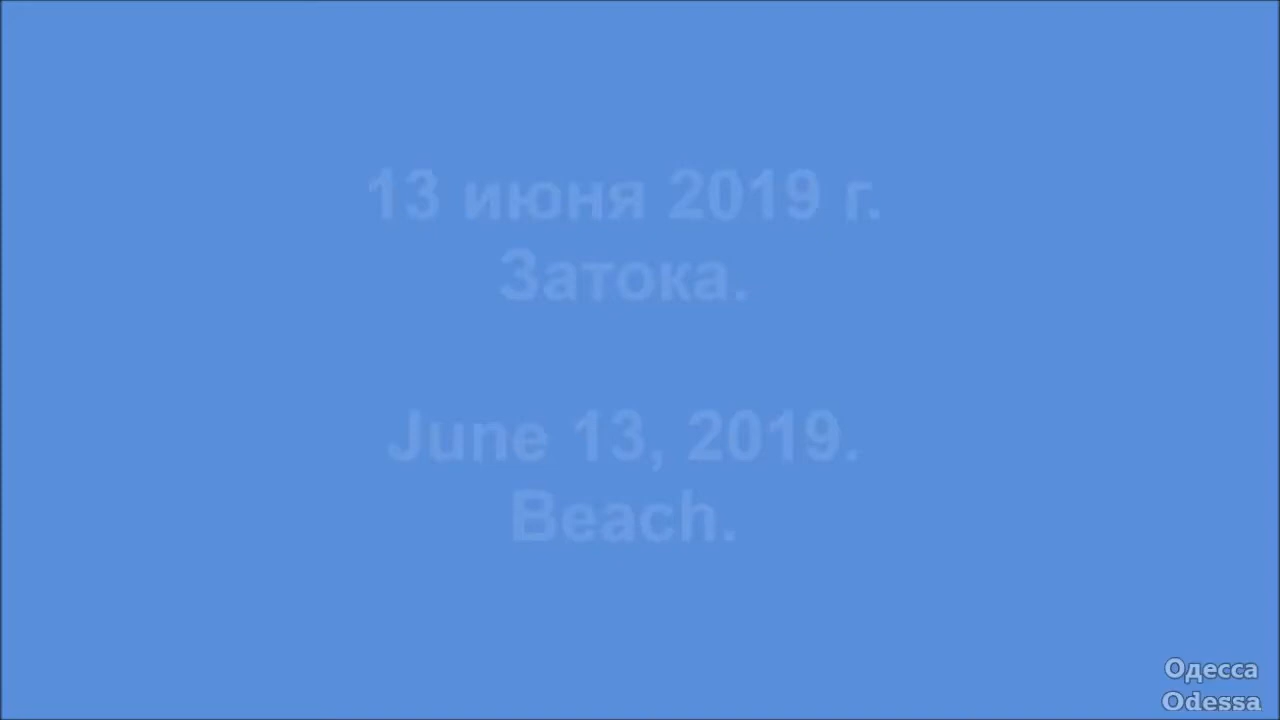 13 июня 2019 г.
Затока.
June 13, 2019.
Beach.
Одесса
Odessa